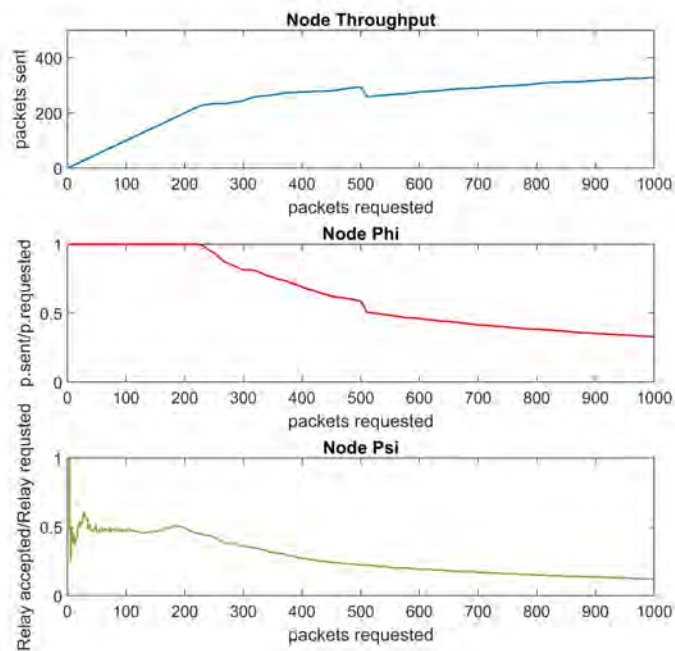 Node Throughput
packets sent
400
200
0
0 100 200 300 400 500 600 700 800 900 1000
packets requested
Node Phi
p.sent/p.requested
1
0.5
0
0 100 200 300 400 500 600 700 800 900 1000
packets requested
Node Psi
Relay accepted/Relay requsted
1
0.5
0
0 100 200 300 400 500 600 700 800 900 1000
packets requested